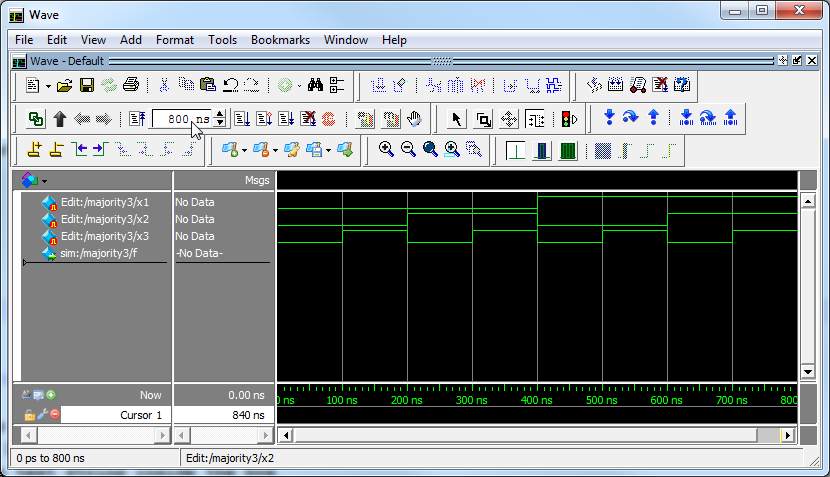 Wave
File Edit View Add Format Tools Bookmarks Window Help
Wave - Default
800 ns
Msgs
Edit:/majority3/x1 No Data
Edit:/majority3/x2 No Data
Edit:/majority3/x3 No Data
sim:/majority3/f -No Data-
Now 0.00 ns
Cursor 1 840 ns
ns 100 ns 200 ns 300 ns 400 ns 500 ns 600 ns 700 ns 800
0 ps to 800 ns Edit:/majority3/x2